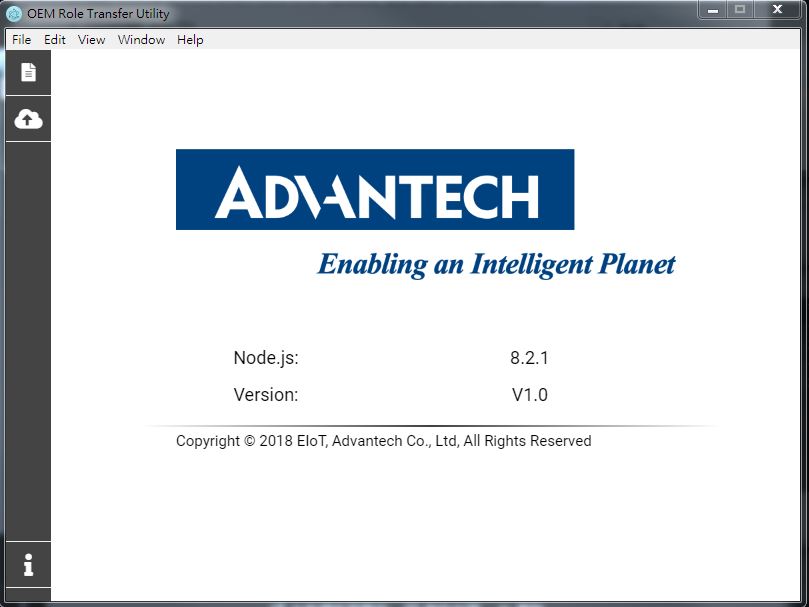 OEM Role Transfer Utility
File Edit View Window Help
ADVANTECH
Enabling an Intelligent Planet
Node.js: 8.2.1
Version: V1.0
Copyright © 2018 EIoT, Advantech Co., Ltd, All Rights Reserved